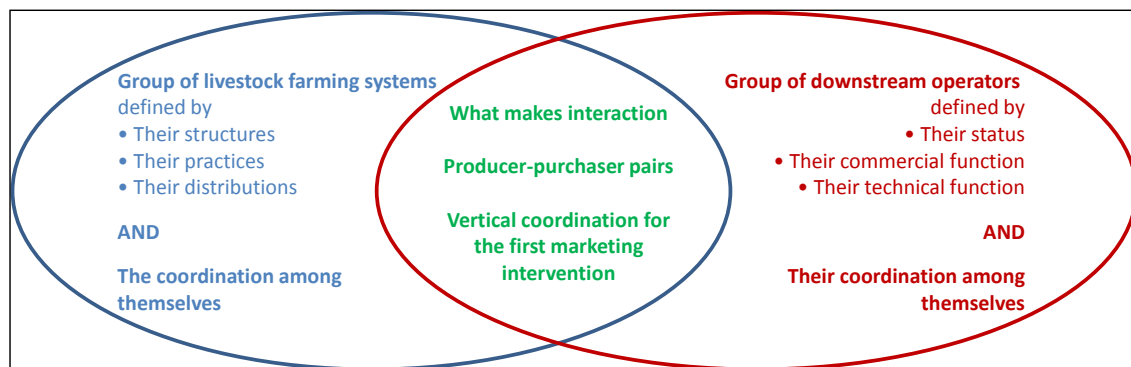 Group of livestock farming systems
defined by
• Their structures
• Their practices
• Their distributions
AND
The coordination among
themselves
What makes interaction
Producer-purchaser pairs
Vertical coordination for
the first marketing
intervention
Group of downstream operators
defined by
• Their status
• Their commercial function
• Their technical function
AND
Their coordination among
themselves